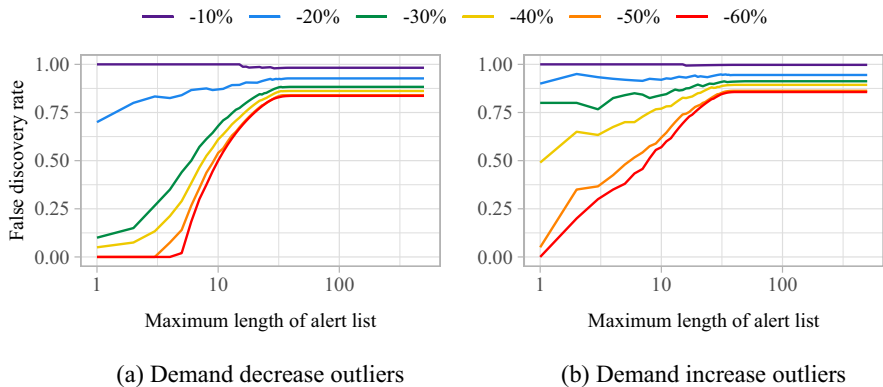 -10% -20% -30% -40% -50% -60%
False discovery rate
1.00
0.75
0.50
0.25
0.00
1 10 100
Maximum length of alert list
(a) Demand decrease outliers
1.00
0.75
0.50
0.25
0.00
1 10 100
Maximum length of alert list
(b) Demand increase outliers